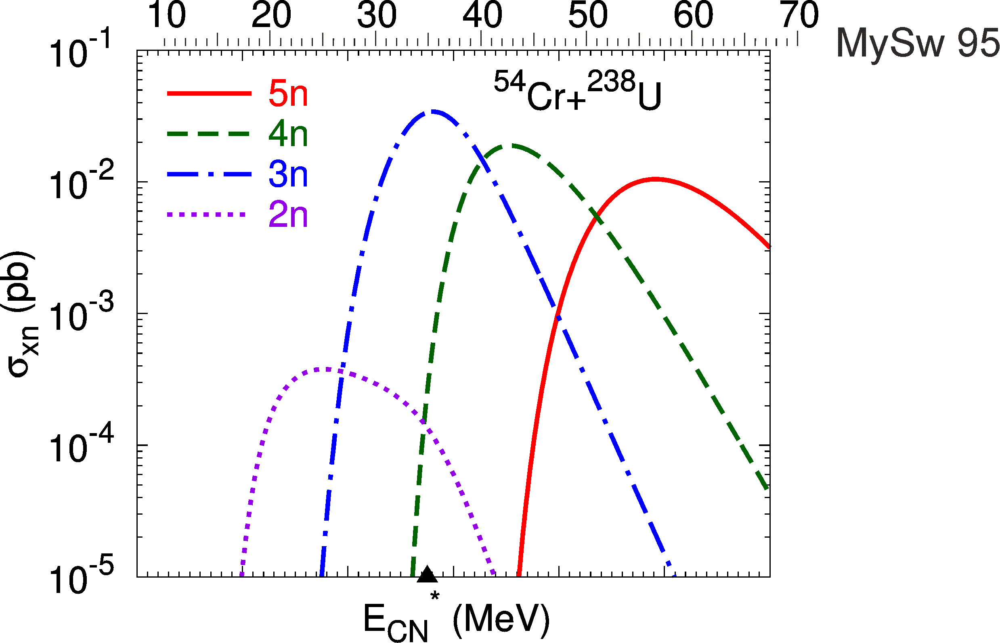 10 20 30 40 50 60 70
MySw 95
10⁻¹
⁵⁴Cr+²³⁸U
5n
4n
3n
2n
10⁻²
10⁻³
10⁻⁴
10⁻⁵
σxn (pb)
ECN* (MeV)